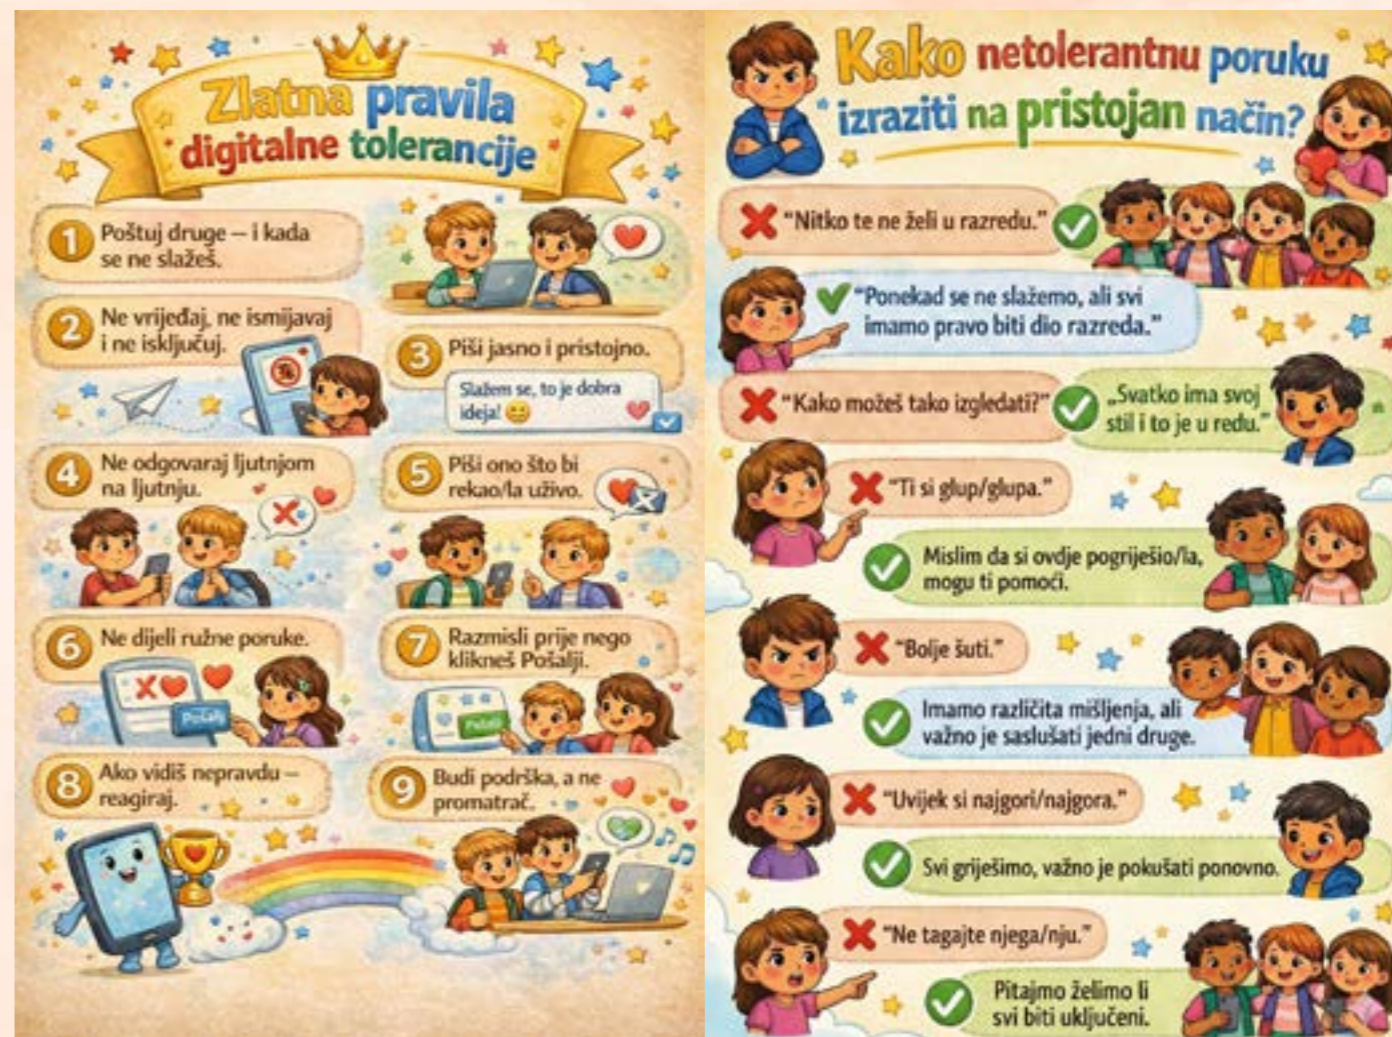 Zlatna pravila
digitalne tolerancije
1 Poštuj druge – i kada
se ne slažeš.
2 Ne vrijeđaj, ne ismijavaj
i ne isključuj.
3 Piši jasno i pristojno.
Slažem se, to je dobra
ideja! 😊
4 Ne odgovaraj ljutnjom
na ljutnju.
5 Piši ono što bi
rekao/la uživo.
6 Ne dijeli ružne poruke.
Pošalj
7 Razmisli prije nego
klikneš Pošalji.
8 Ako vidiš nepravdu –
reagiraj.
9 Budi podrška, a ne
promatrač.
Kako netolerantnu poruku
izraziti na pristojan način?
"Nitko te ne želi u razredu."
"Ponekad se ne slažemo, ali svi
imamo pravo biti dio razreda."
"Kako možeš tako izgledati?"
„Svatko ima svoj
stil i to je u redu."
"Ti si glup/glupa."
Mislim da si ovdje pogriješio/la,
mogu ti pomoći.
"Bolje šuti."
Imamo različita mišljenja, ali
važno je saslušati jedni druge.
"Uvijek si najgori/najgora."
Svi griješimo, važno je pokušati ponovno.
"Ne tagajte njega/nju."
Pitajmo želimo li
svi biti uključeni.